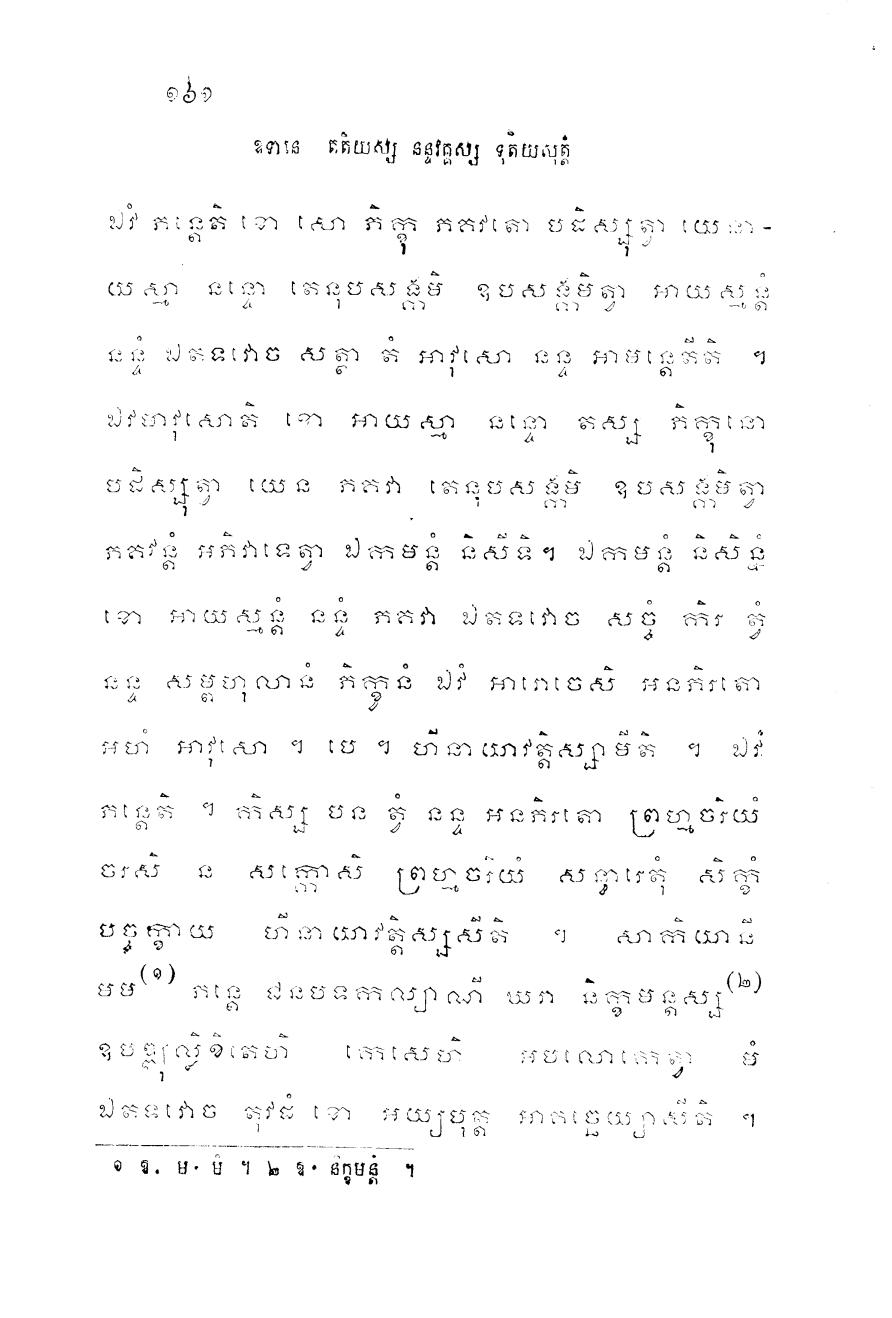 ១៦១
ឧទានេ តតិយស្ស នន្ទវគ្គស្ស ទុតិយសុត្តំ
ឯវំ ភន្តេតិ ខោ សោ ភិក្ខុ ភគវតោ បដិស្សុត្វា យេនា-
យស្មា នន្ទោ តេនុបសង្កមិ ឧបសង្កមិត្វា អាយស្មន្តំ
នន្ទំ ឯតទវោច សត្ថា តំ អាវុសោ នន្ទ អាមន្តេតីតិ ។
ឯវមាវុសោតិ ខោ អាយស្មា នន្ទោ តស្ស ភិក្ខុនោ
បដិស្សុត្វា យេន ភគវា តេនុបសង្កមិ ឧបសង្កមិត្វា
ភគវន្តំ អភិវាទេត្វា ឯកមន្តំ និសីទិ។ ឯកមន្តំ និសិន្នំ
ខោ អាយស្មន្តំ នន្ទំ ភគវា ឯតទវោច សច្ចំ កិរ ត្វំ
នន្ទ សម្ពហុលានំ ភិក្ខូនំ ឯវំ អារោចេសិ អនភិរតោ
អហំ អាវុសោ ។ បេ ។ ហីនាយាវត្តិស្សាមីតិ ។ ឯវំ
ភន្តេតិ ។ កិស្ស បន ត្វំ នន្ទ អនភិរតោ ព្រហ្មចរិយំ
ចរសិ ន សក្កោសិ ព្រហ្មចរិយំ សន្ធារេតុំ សិក្ខំ
បច្ចក្ខាយ ហីនាយាវត្តិស្សសីតិ ។ សាកិយានី
មម(១) ភន្តេ ជនបទកល្យាណី ឃរា និក្ខមន្តស្ស(២)
ឧបឌ្ឍុល្លិខិតេហិ កេសេហិ អបលោកេត្វា មំ
ឯតទវោច តុវដំ ខោ អយ្យបុត្ត អាគច្ឆេយ្យាសីតិ ។
១ ឱ. ម. មំ ។ ២ ឱ. និក្ខមន្តំ ។